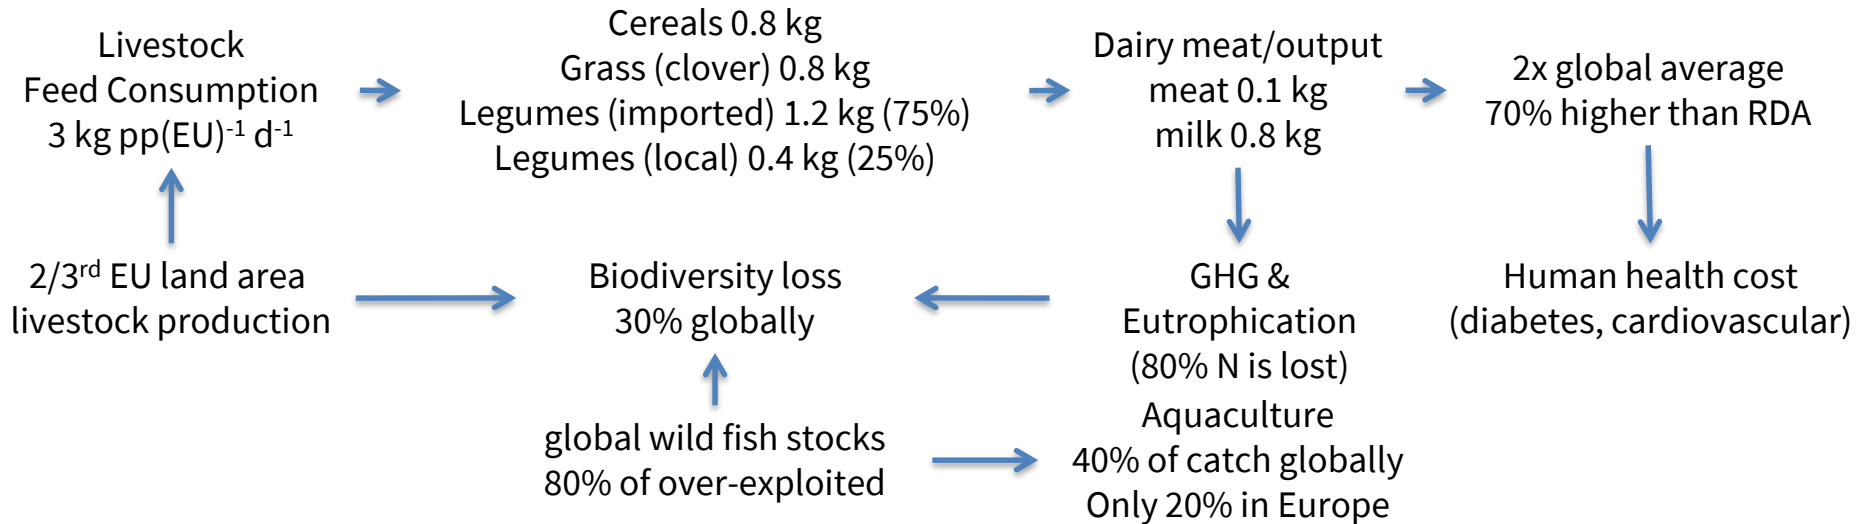 Livestock
Feed Consumption
3 kg pp(EU)⁻¹ d⁻¹
Cereals 0.8 kg
Grass (clover) 0.8 kg
Legumes (imported) 1.2 kg (75%)
Legumes (local) 0.4 kg (25%)
Dairy meat/output
meat 0.1 kg
milk 0.8 kg
2x global average
70% higher than RDA
2/3ʳᵈ EU land area
livestock production
Biodiversity loss
30% globally
GHG &
Eutrophication
(80% N is lost)
Human health cost
(diabetes, cardiovascular)
global wild fish stocks
80% of over-exploited
Aquaculture
40% of catch globally
Only 20% in Europe